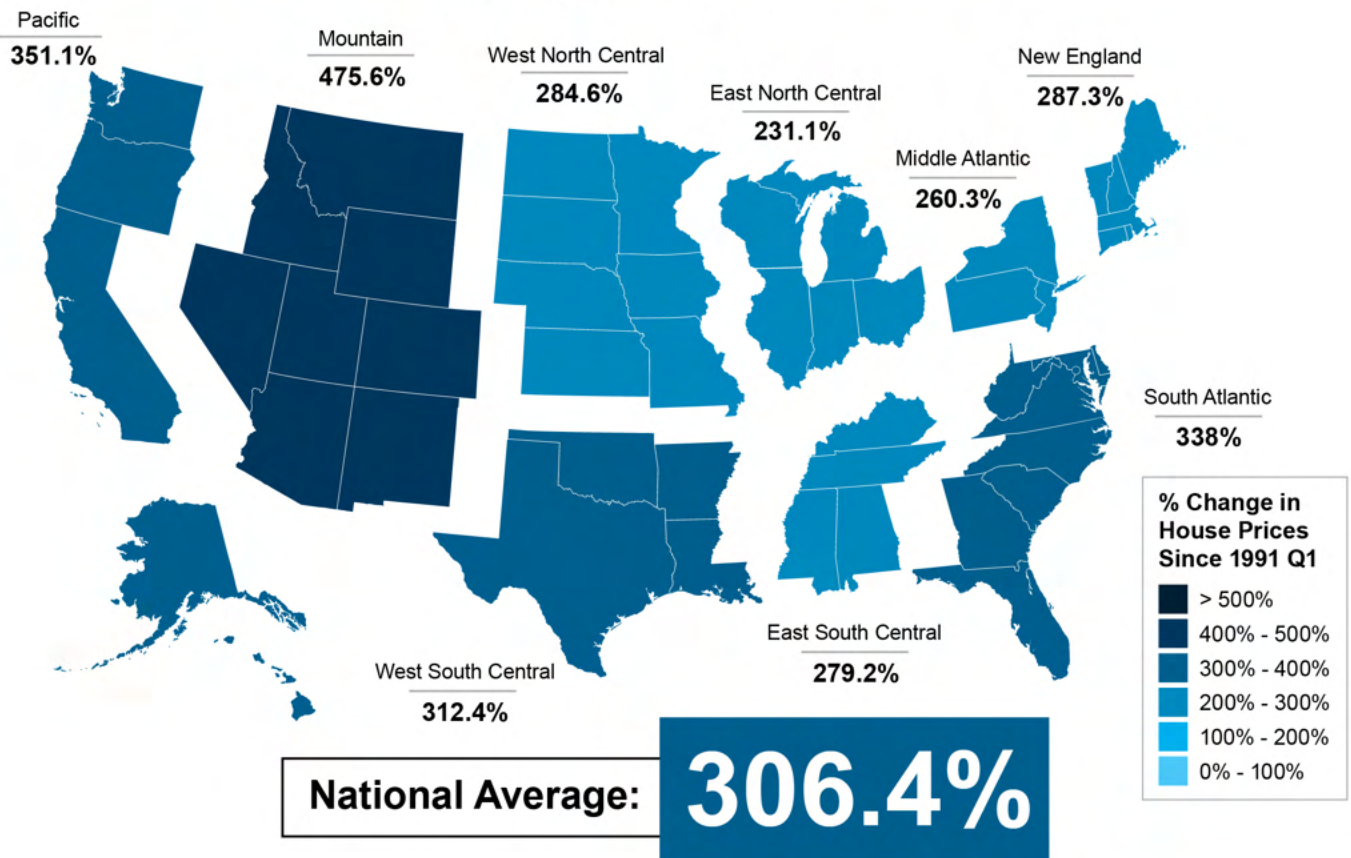 Pacific
351.1%
Mountain
475.6%
West North Central
284.6%
East North Central
231.1%
New England
287.3%
Middle Atlantic
260.3%
South Atlantic
338%
% Change in
House Prices
Since 1991 Q1
> 500%
400% - 500%
300% - 400%
200% - 300%
100% - 200%
0% - 100%
East South Central
279.2%
West South Central
312.4%
National Average:
306.4%